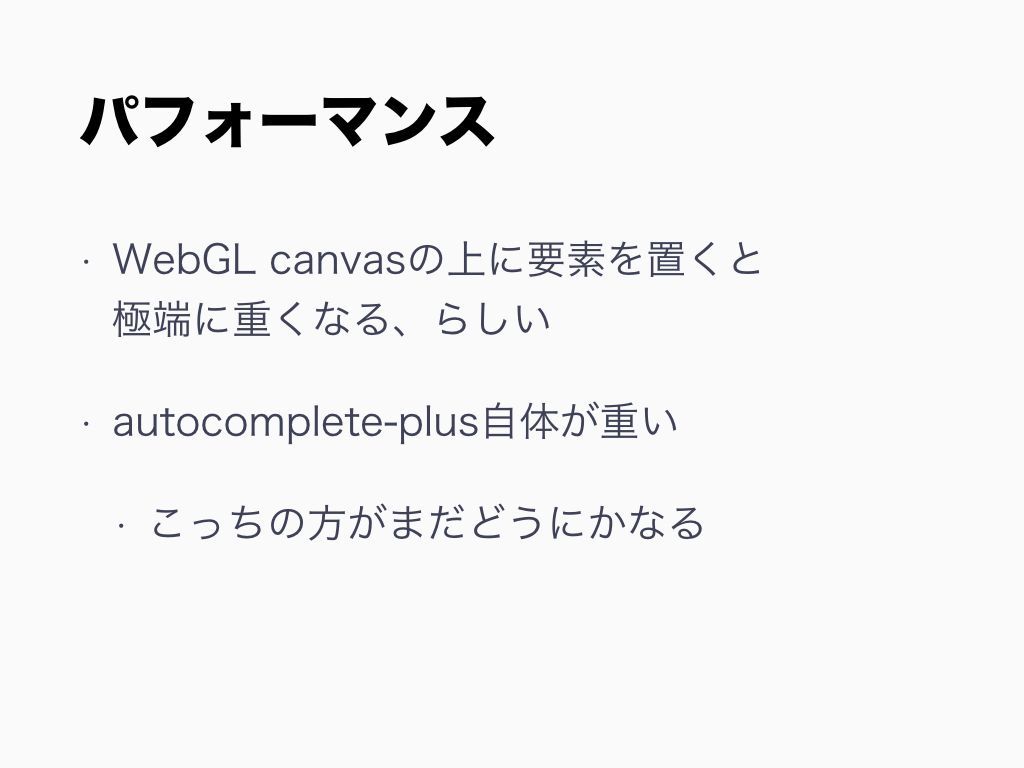 パフォーマンス
・WebGL canvasの上に要素を置くと
極端に重くなる、らしい
・autocomplete-plus自体が重い
・こっちの方がまだどうにかなる